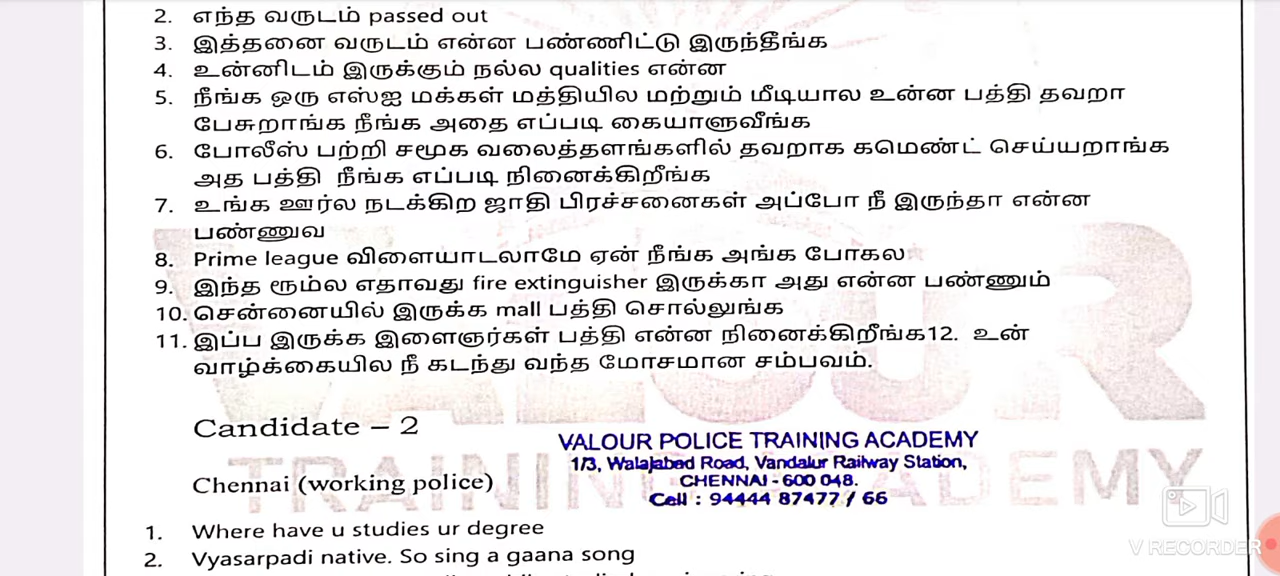 2. எந்த வருடம் passed out
3. இத்தனை வருடம் என்ன பண்ணிட்டு இருந்தீங்க
4. உன்னிடம் இருக்கும் நல்ல qualities என்ன
5. நீங்க ஒரு எஸ்ஐ மக்கள் மத்தியில மற்றும் மீடியால உன்ன பத்தி தவறா
பேசுறாங்க நீங்க அதை எப்படி கையாளுவீங்க
6. போலீஸ் பற்றி சமூக வலைத்தளங்களில் தவறாக கமெண்ட் செய்யறாங்க
அத பத்தி நீங்க எப்படி நினைக்கிறீங்க
7. உங்க ஊர்ல நடக்கிற ஜாதி பிரச்சனைகள் அப்போ நீ இருந்தா என்ன
பண்ணுவ
8. Prime league விளையாடலாமே ஏன் நீங்க அங்க போகல
9. இந்த ரூம்ல எதாவது fire extinguisher இருக்கா அது என்ன பண்ணும்
10. சென்னையில் இருக்க mall பத்தி சொல்லுங்க
11. இப்ப இருக்க இளைஞர்கள் பத்தி என்ன நினைக்கிறீங்க12. உன்
வாழ்க்கையில நீ கடந்து வந்த மோசமான சம்பவம்.
Candidate – 2
VALOUR POLICE TRAINING ACADEMY
1/3, Walajabad Road, Vandalur Railway Station,
CHENNAI - 600 048.
Cell : 94444 87477 / 66
Chennai (working police)
VALOUR
TRAINING ACADEMY
1. Where have u studies ur degree
2. Vyasarpadi native. So sing a gaana song
V RECORDER